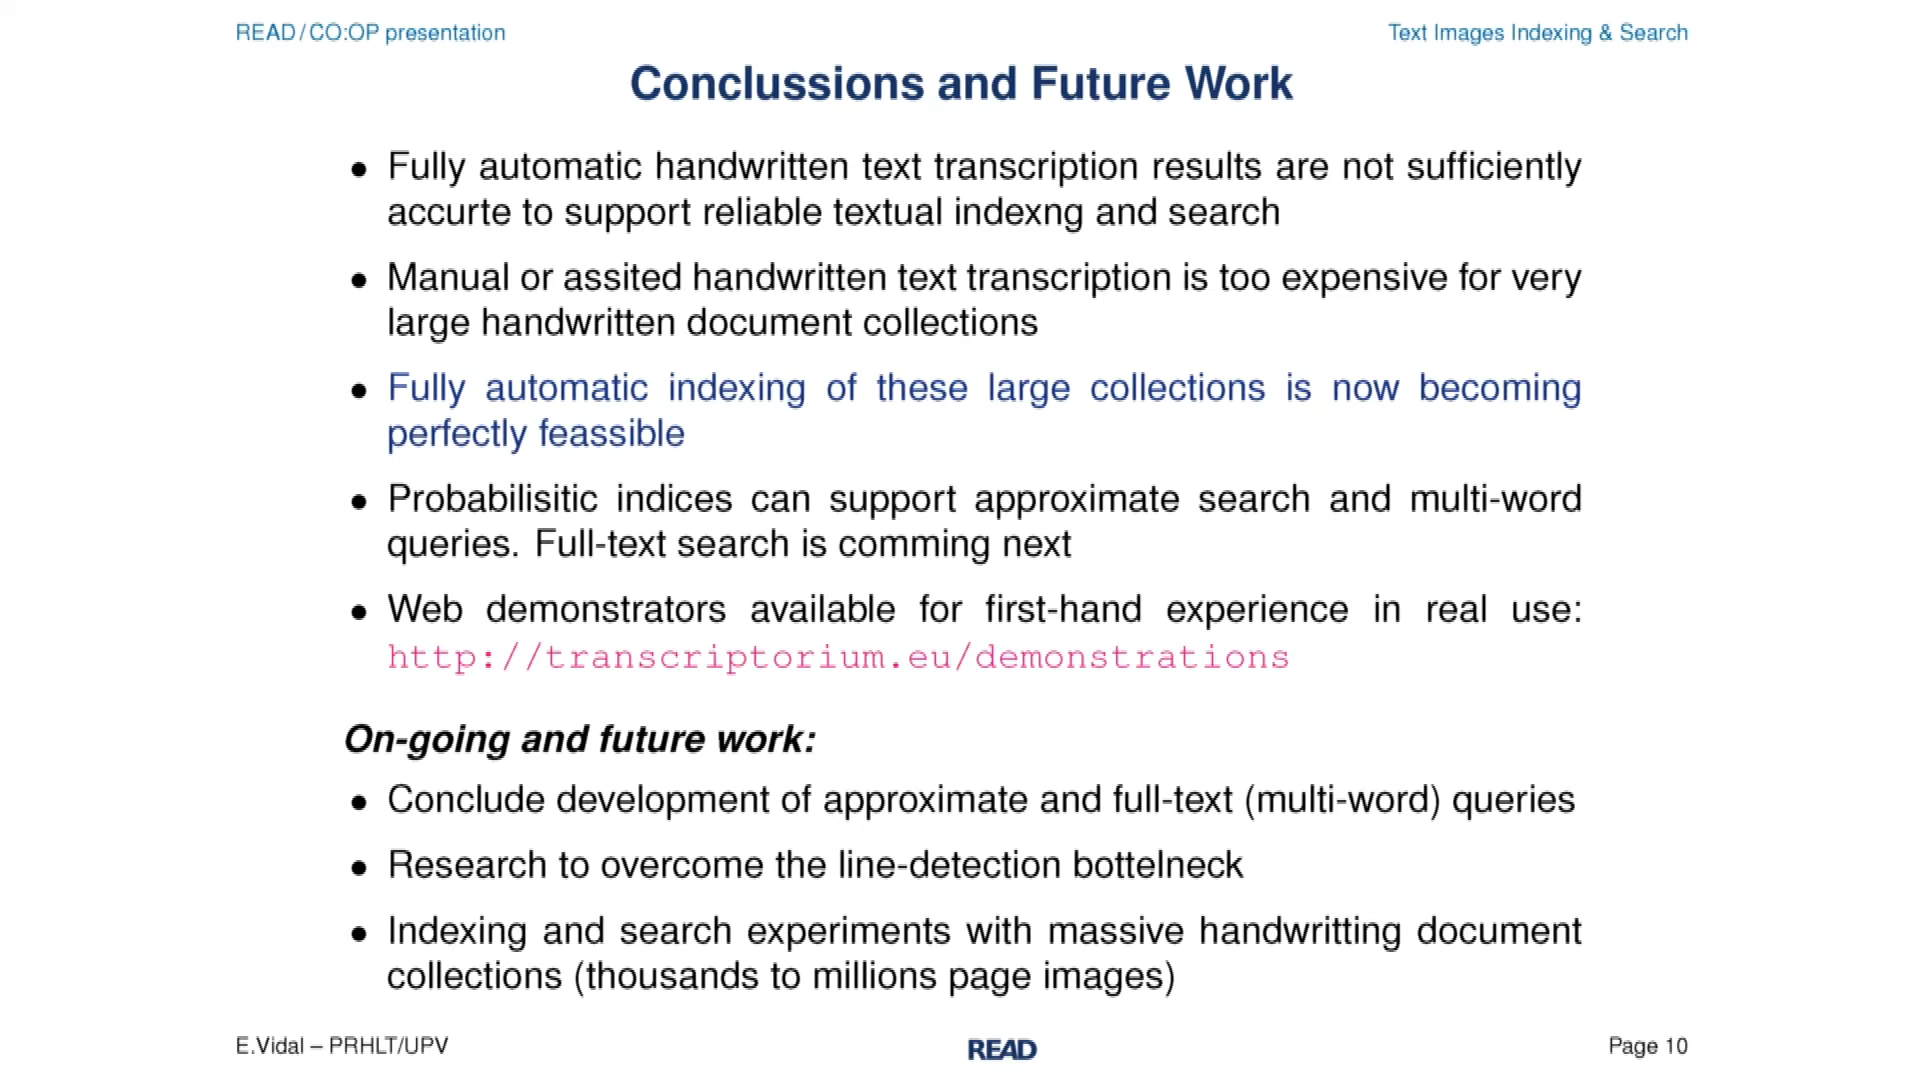 READ/CO:OP presentation
Text Images Indexing & Search
Conclussions and Future Work
• Fully automatic handwritten text transcription results are not sufficiently
accurte to support reliable textual indexng and search
• Manual or assited handwritten text transcription is too expensive for very
large handwritten document collections
• Fully automatic indexing of these large collections is now becoming
perfectly feassible
• Probabilisitic indices can support approximate search and multi-word
queries. Full-text search is comming next
• Web demonstrators available for first-hand experience in real use:
http://transcriptorium.eu/demonstrations
On-going and future work:
• Conclude development of approximate and full-text (multi-word) queries
• Research to overcome the line-detection bottelneck
• Indexing and search experiments with massive handwritting document
collections (thousands to millions page images)
E.Vidal – PRHLT/UPV
READ
Page 10